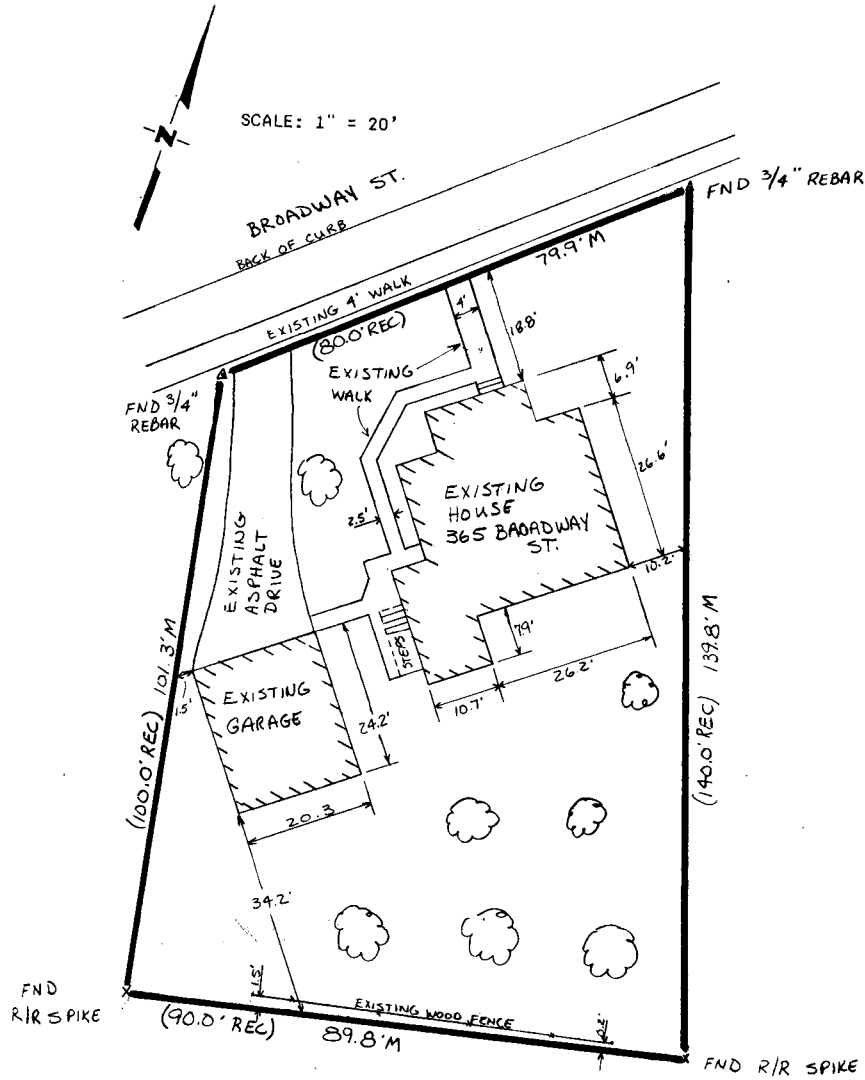 N
SCALE: 1" = 20'
BROADWAY ST.
BACK OF CURB
FND 3/4" REBAR
79.9' M
EXISTING 4' WALK
(80.0' REC)
4'
18.8'
EXISTING
WALK
6.9'
FND 3/4"
REBAR
26.6'
EXISTING
HOUSE
365 BROADWAY
ST.
2.5'
EXISTING
ASPHALT
DRIVE
10.2'
7.9'
STEPS
26.2'
10.7'
(100.0' REC) 101.3' M
1.5'
EXISTING
GARAGE
24.2'
20.3
(140.0' REC) 139.8' M
34.2'
1.5'
EXISTING WOOD FENCE
0.2'
FND
R/R SPIKE
(90.0' REC)
89.8' M
FND R/R SPIKE